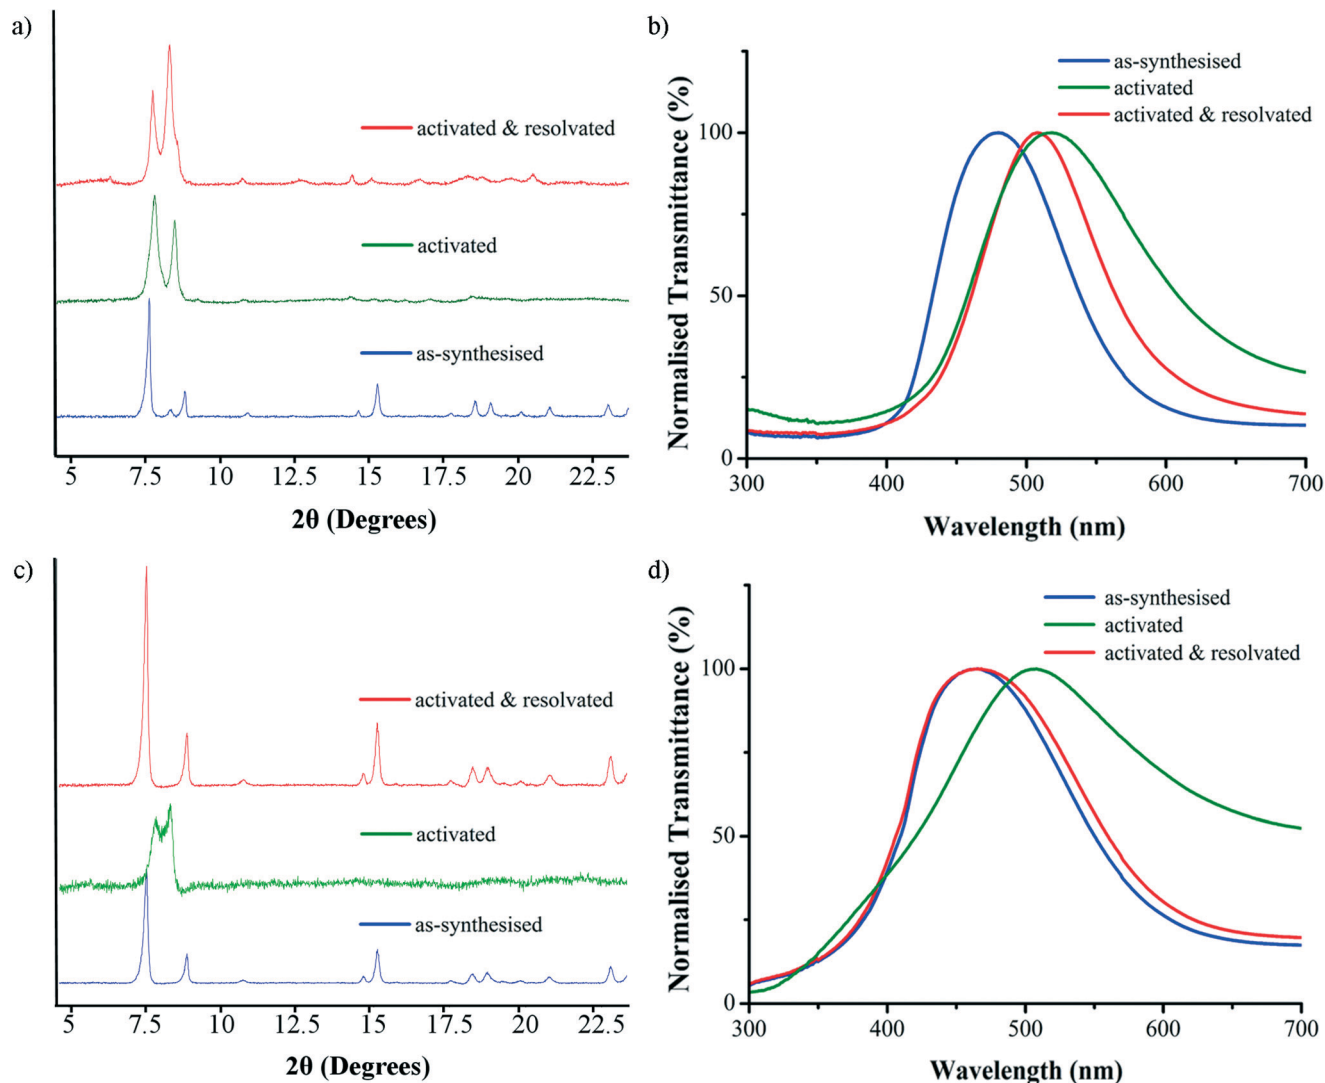 a)
activated & resolvated
activated
as-synthesised
5 7.5 10 12.5 15 17.5 20 22.5
2θ (Degrees)
b)
as-synthesised
activated
activated & resolvated
Normalised Transmittance (%)
100
50
0
300 400 500 600 700
Wavelength (nm)
c)
activated & resolvated
activated
as-synthesised
5 7.5 10 12.5 15 17.5 20 22.5
2θ (Degrees)
d)
as-synthesised
activated
activated & resolvated
Normalised Transmittance (%)
100
50
0
300 400 500 600 700
Wavelength (nm)